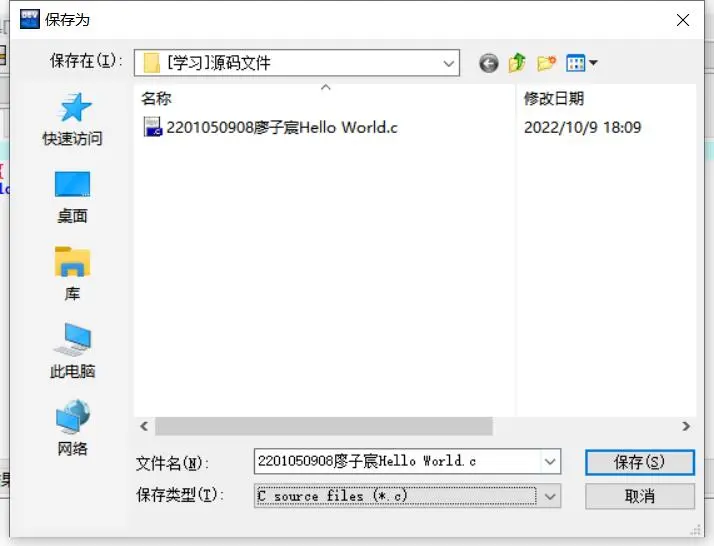 保存为
保存在(I):
[学习]源码文件
名称
修改日期
2201050908廖子宸Hello World.c
2022/10/9 18:09
快速访问
桌面
库
此电脑
网络
文件名(N):
2201050908廖子宸Hello World.c
保存(S)
保存类型(T):
C source files (*.c)
取消